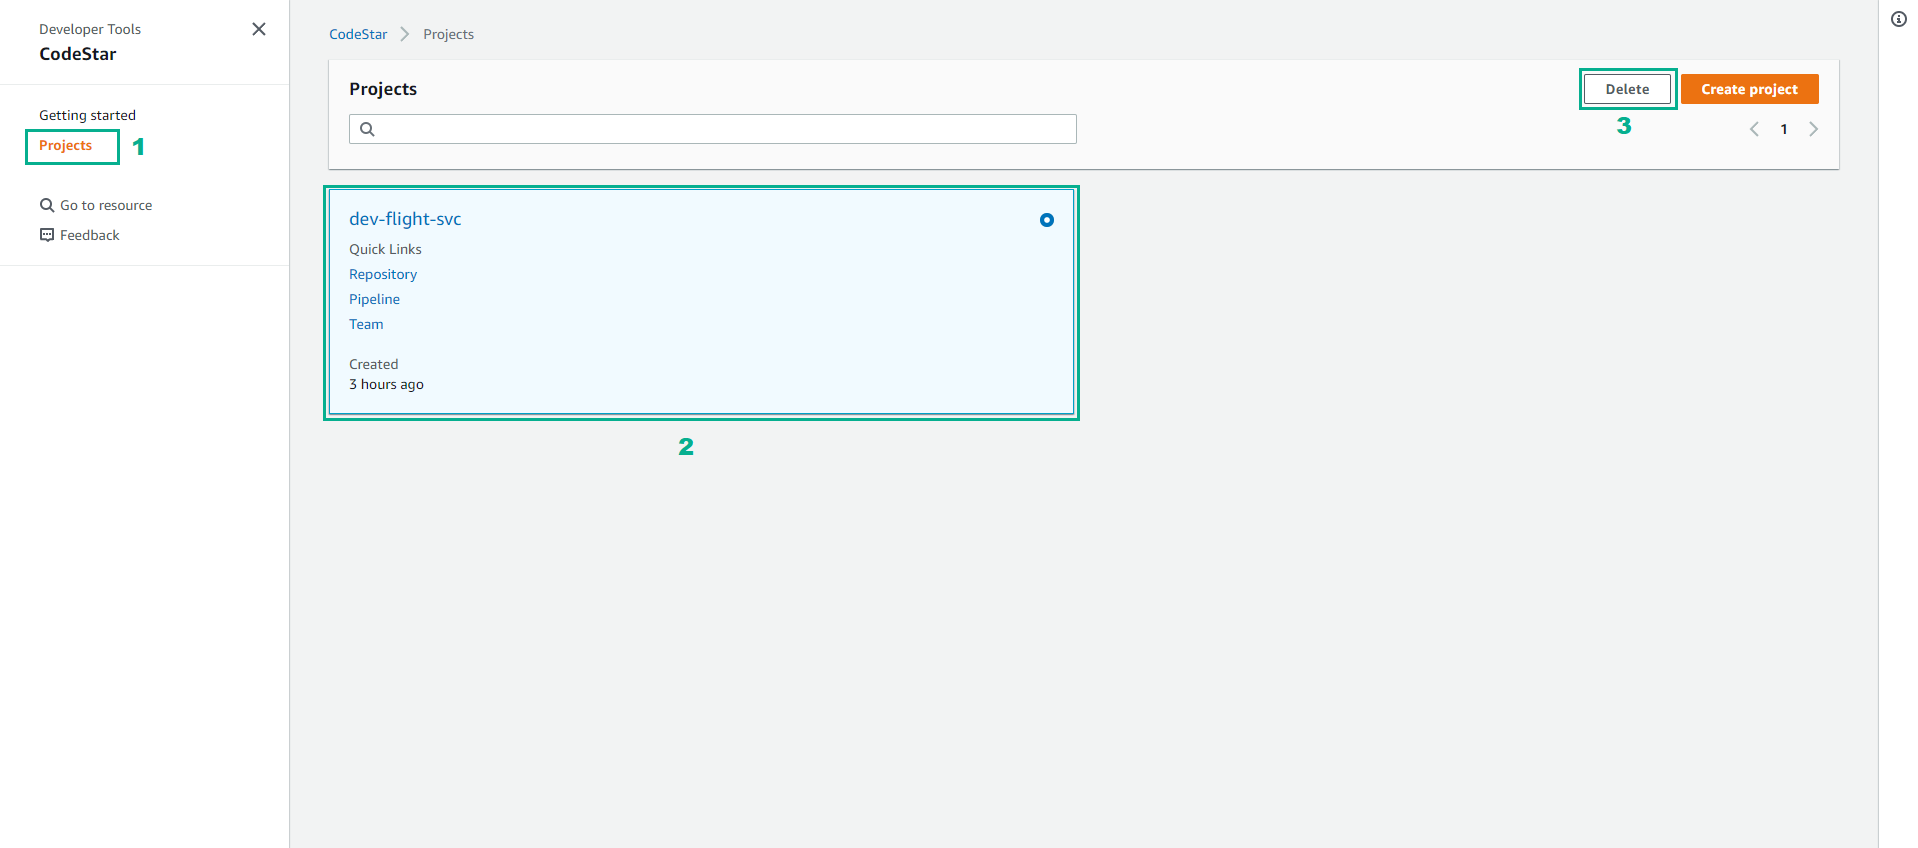 Developer Tools
CodeStar
Getting started
Projects
1
Go to resource
Feedback
CodeStar
Projects
Projects
Delete
Create project
3
1
dev-flight-svc
Quick Links
Repository
Pipeline
Team
Created
3 hours ago
2